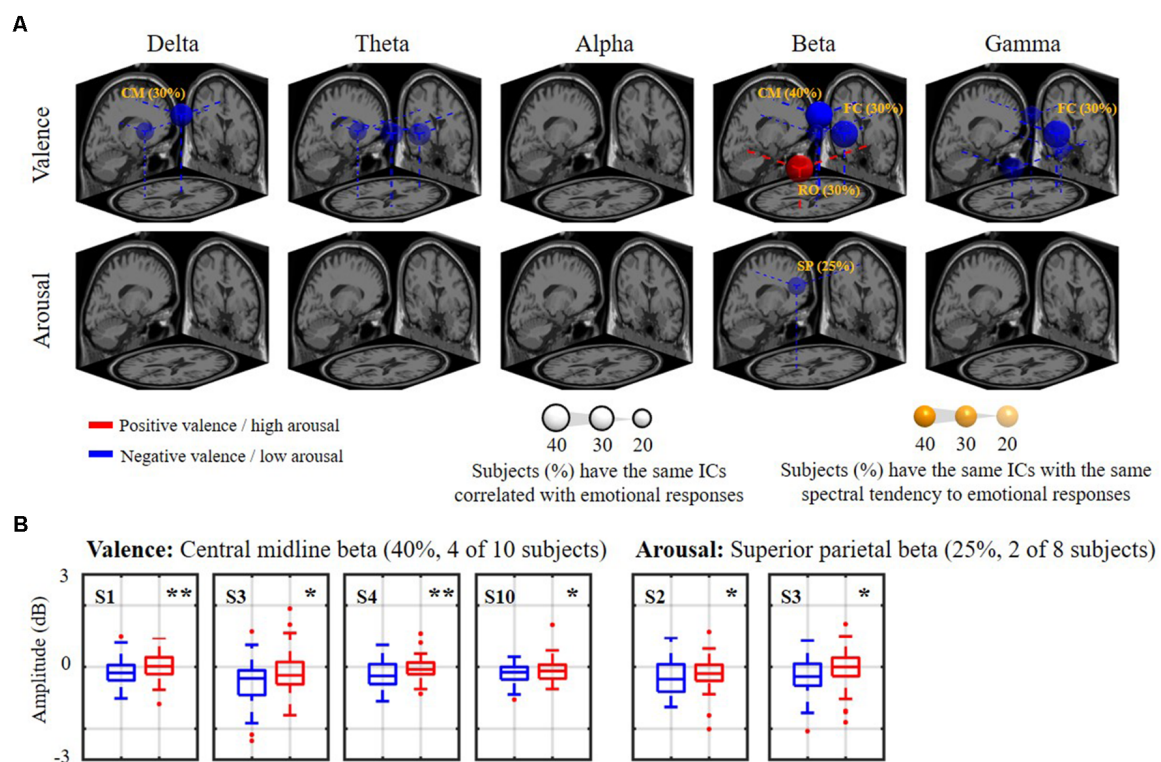 A
Delta Theta Alpha Beta Gamma
Valence
CM (30%)
CM (40%)
FC (30%)
RO (30%)
FC (30%)
Arousal
SP (25%)
Positive valence / high arousal
Negative valence / low arousal
40 30 20
Subjects (%) have the same ICs
correlated with emotional responses
40 30 20
Subjects (%) have the same ICs with the same
spectral tendency to emotional responses
B
Valence: Central midline beta (40%, 4 of 10 subjects)
Arousal: Superior parietal beta (25%, 2 of 8 subjects)
Amplitude (dB)
3
0
-3
S1 **
S3 *
S4 **
S10 *
S2 *
S3 *